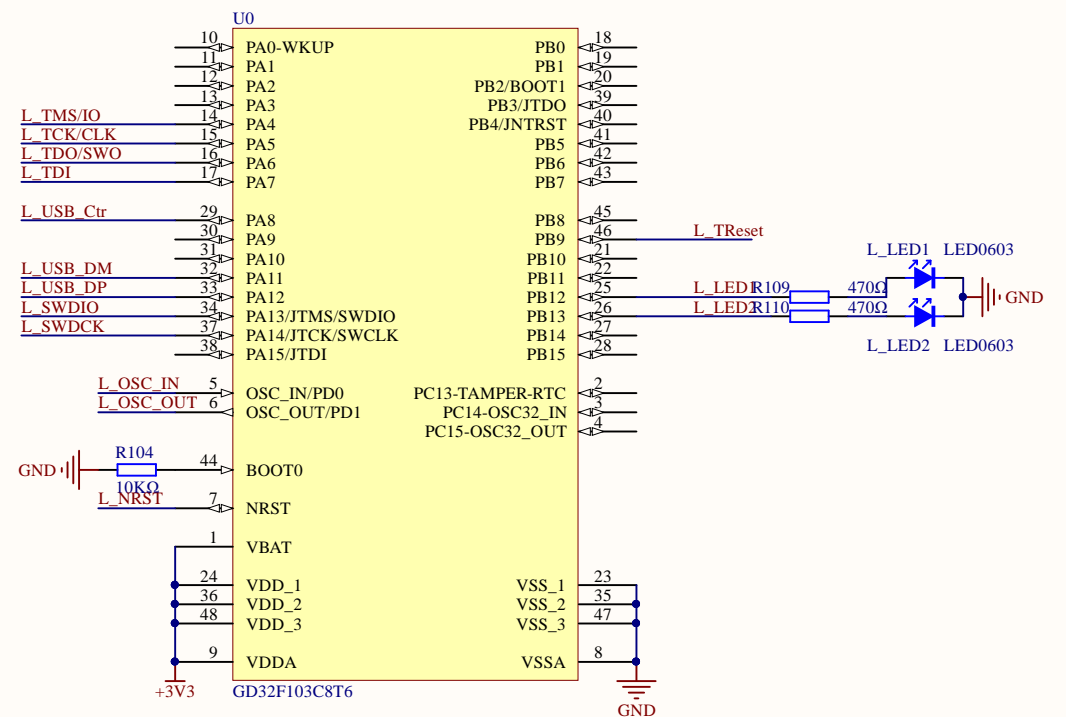 U0
10 PA0-WKUP PB0 18
11 PA1 PB1 19
12 PA2 PB2/BOOT1 20
13 PA3 PB3/JTDO 39
L_TMS/IO 14 PA4 PB4/JNTRST 40
L_TCK/CLK 15 PA5 PB5 41
L_TDO/SWO 16 PA6 PB6 42
L_TDI 17 PA7 PB7 43
L_USB_Ctr 29 PA8 PB8 45
30 PA9 PB9 46 L_TReset
31 PA10 PB10 21
L_LED1 LED0603
L_USB_DM 32 PA11 PB11 22
L_USB_DP 33 PA12 PB12 25 L_LED1 R109 470Ω GND
L_SWDIO 34 PA13/JTMS/SWDIO PB13 26 L_LED2 R110 470Ω
L_SWDCK 37 PA14/JTCK/SWCLK PB14 27
L_LED2 LED0603
38 PA15/JTDI PB15 28
L_OSC_IN 5 OSC_IN/PD0 PC13-TAMPER-RTC 2
L_OSC_OUT 6 OSC_OUT/PD1 PC14-OSC32_IN 3
PC15-OSC32_OUT 4
R104
GND 44 BOOT0
10KΩ
L_NRST 7 NRST
1 VBAT
24 VDD_1 VSS_1 23
36 VDD_2 VSS_2 35
48 VDD_3 VSS_3 47
9 VDDA VSSA 8
+3V3 GD32F103C8T6
GND